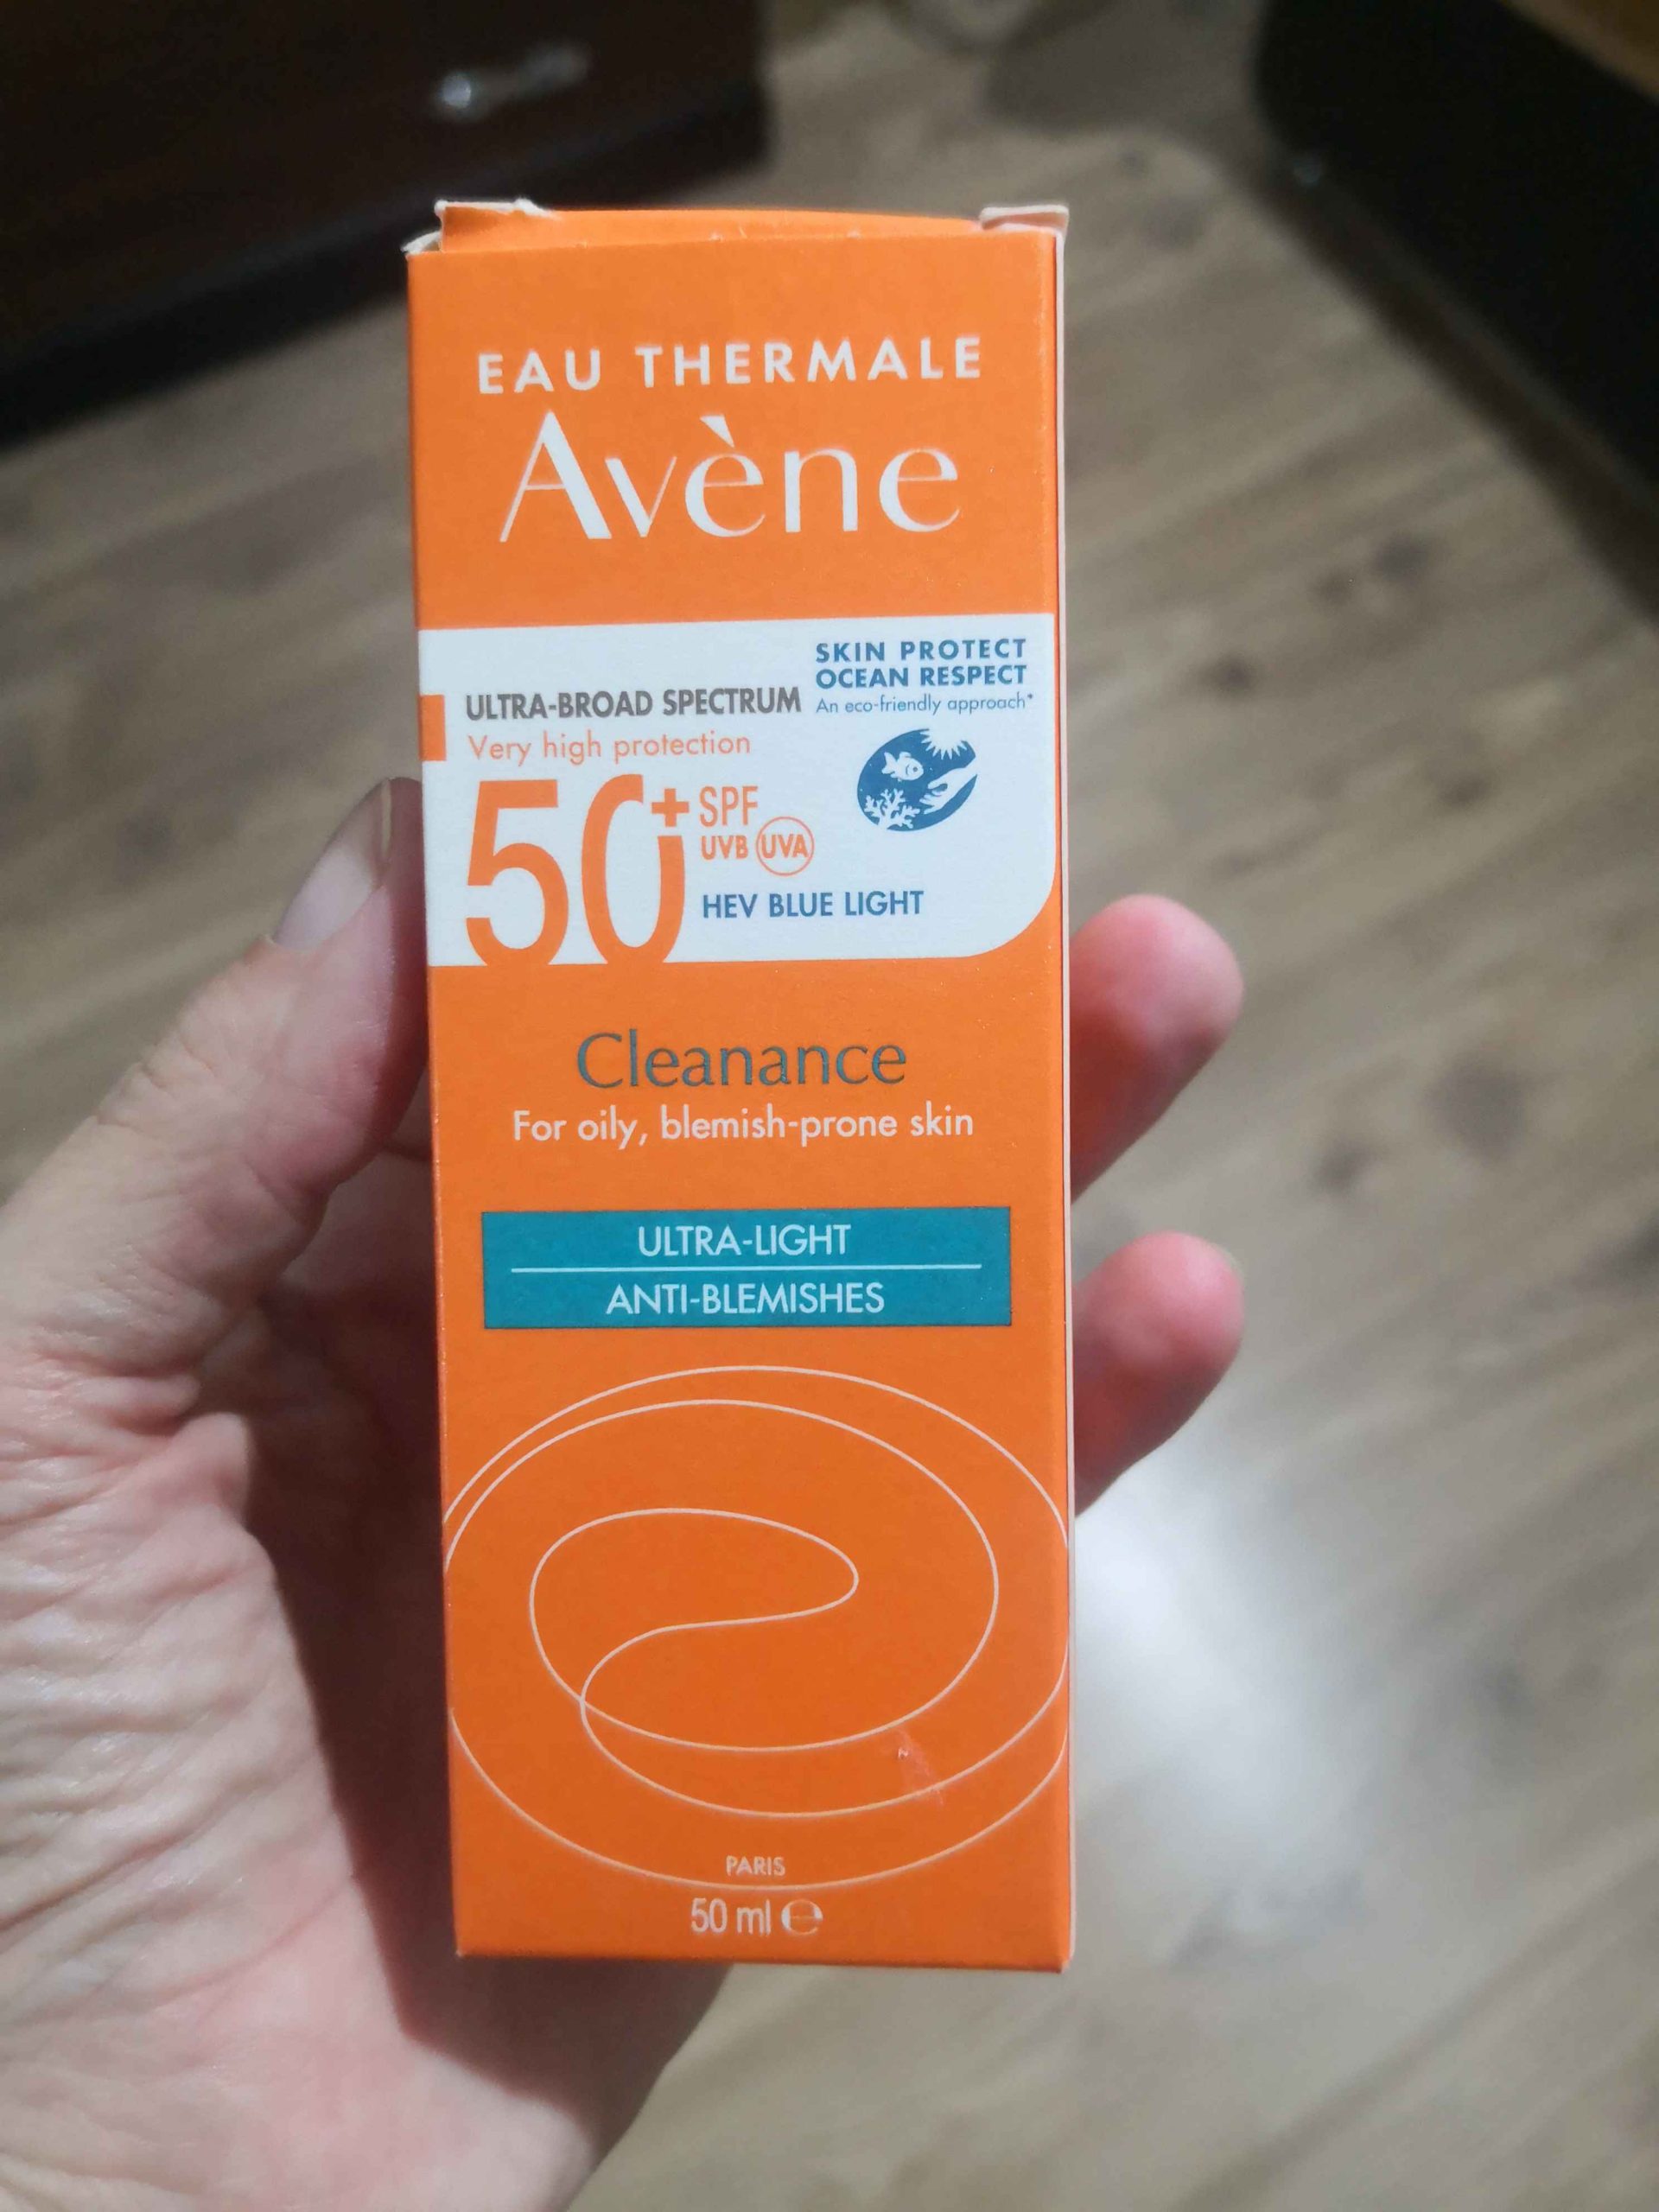 EAU THERMALE
Avène
SKIN PROTECT
OCEAN RESPECT
An eco-friendly approach*
ULTRA-BROAD SPECTRUM
Very high protection
50+ SPF
UVB UVA
HEV BLUE LIGHT
Cleanance
For oily, blemish-prone skin
ULTRA-LIGHT
ANTI-BLEMISHES
PARIS
50 ml ℮